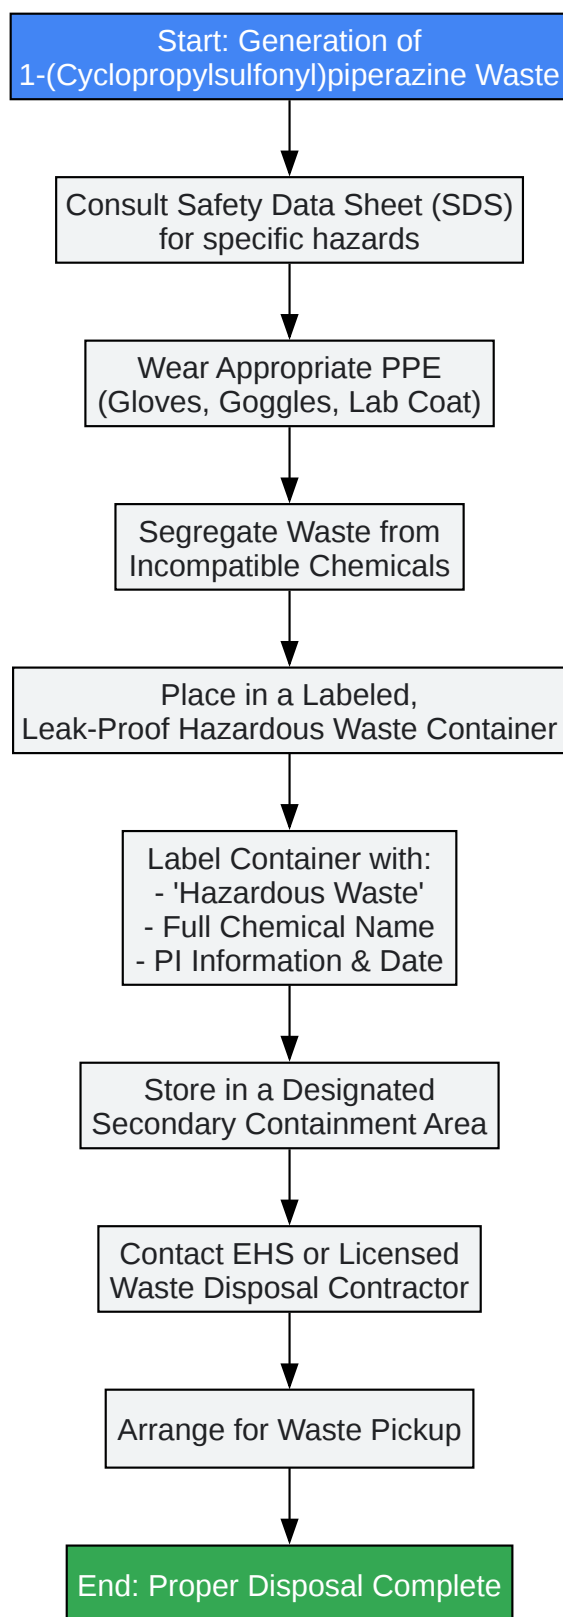 Start: Generation of
1-(Cyclopropylsulfonyl)piperazine Waste
Consult Safety Data Sheet (SDS)
for specific hazards
Wear Appropriate PPE
(Gloves, Goggles, Lab Coat)
Segregate Waste from
Incompatible Chemicals
Place in a Labeled,
Leak-Proof Hazardous Waste Container
Label Container with:
- 'Hazardous Waste'
- Full Chemical Name
- PI Information & Date
Store in a Designated
Secondary Containment Area
Contact EHS or Licensed
Waste Disposal Contractor
Arrange for Waste Pickup
End: Proper Disposal Complete